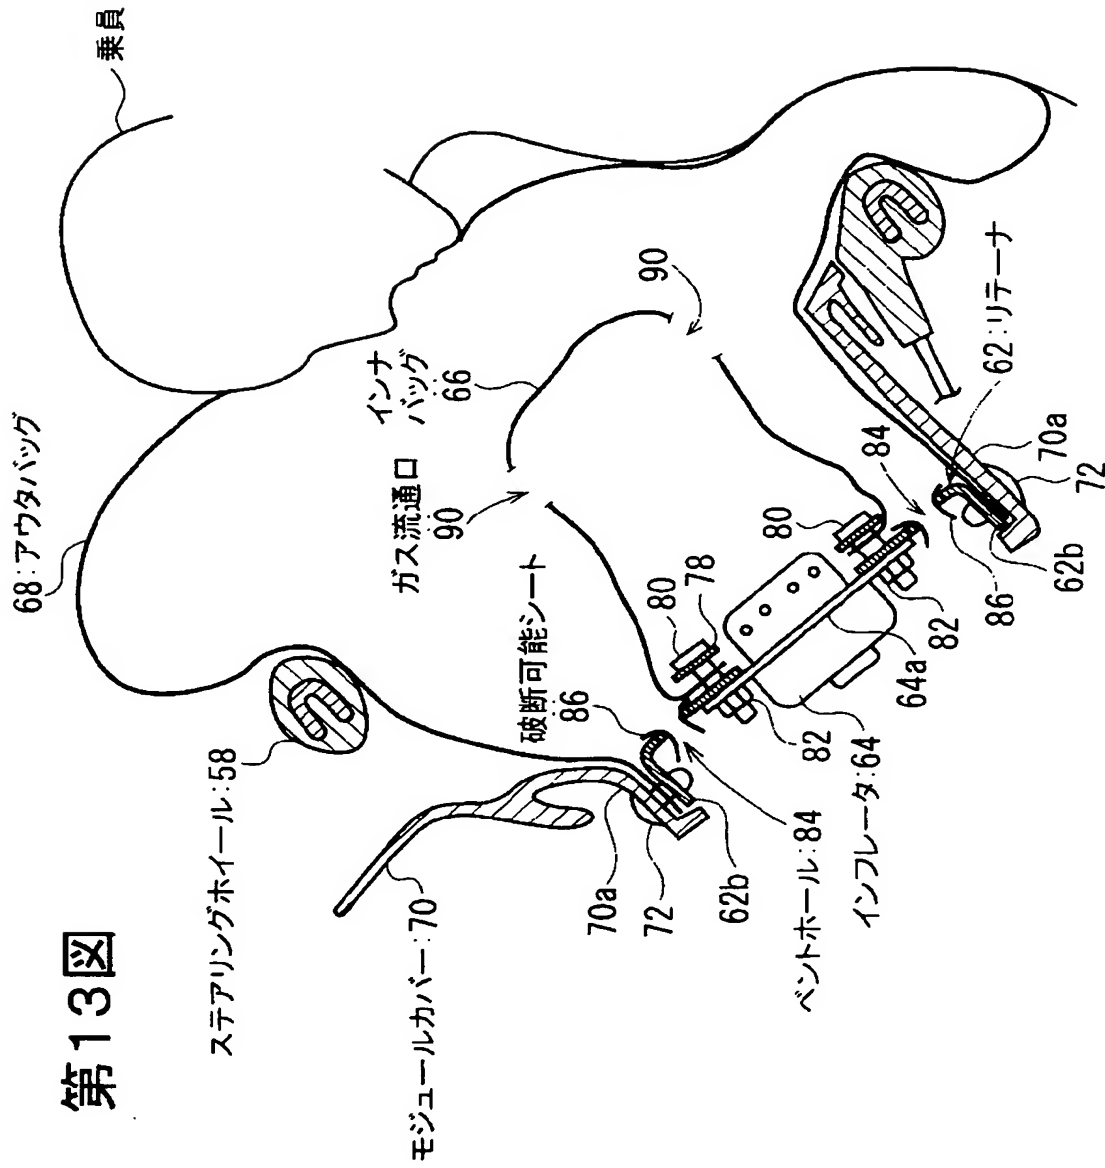 第13図
モジュールカバー:70
ステアリングホイール:58
68:アウタバッグ
乗員
インナ
バッグ
66
ガス流通口
90
90
破断可能シート
86
80
78
80
84
62:リテーナ
70a
72
62b
86
82
64a
82
インフレータ:64
ベントホール:84
62b
72
70a